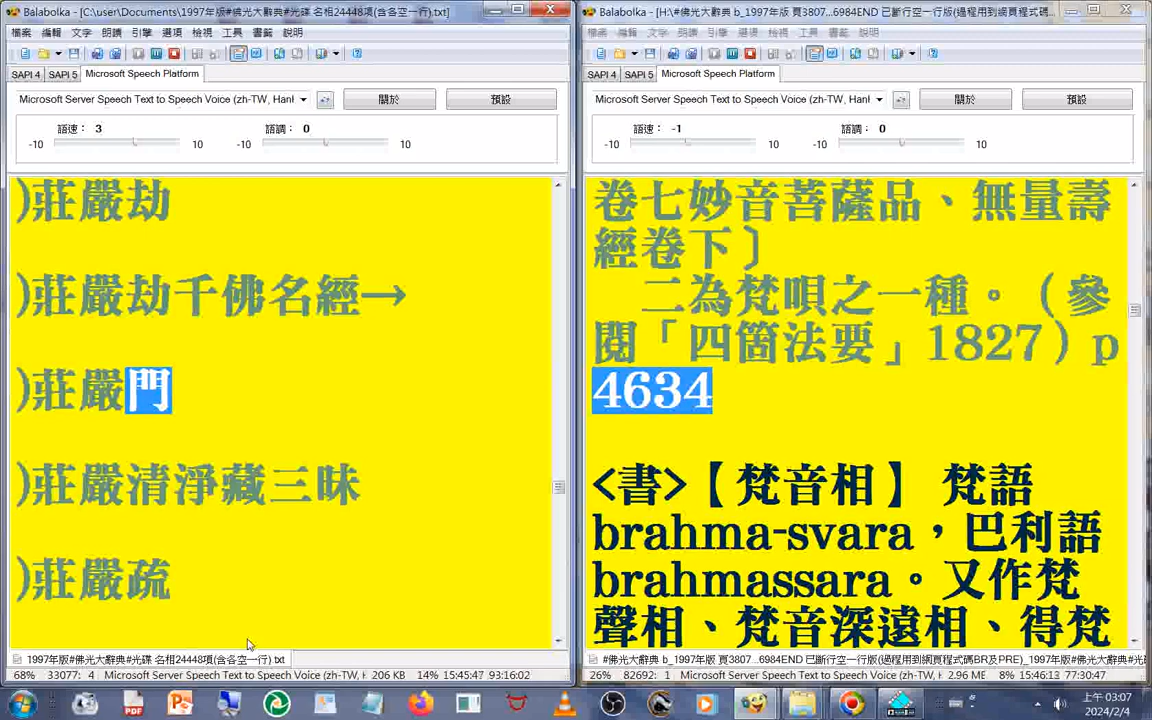 Balabolka - [C:\user\Documents\1997年版#佛光大辭典#光碟 名相24448項(含各空一行).txt]
檔案 編輯 文字 朗讀 引擎 選項 檢視 工具 書籤 說明
SAPI 4 SAPI 5 Microsoft Speech Platform
Microsoft Server Speech Text to Speech Voice (zh-TW, Hanl
關於
預設
語速： 3
語調： 0
-10 10 -10 10
)莊嚴劫
)莊嚴劫千佛名經→
)莊嚴門
)莊嚴清淨藏三昧
)莊嚴疏
1997年版#佛光大辭典#光碟 名相24448項(含各空一行).txt
68% 33077: 4 Microsoft Server Speech Text to Speech Voice (zh-TW, H 206 KB 14% 15:45:47 93:16:02
Balabolka - [H:\#佛光大辭典 b_1997年版 頁3807...6984END 已斷行空一行版(過程用到網頁程式碼
檔案 編輯 文字 朗讀 引擎 選項 檢視 工具 書籤 說明
SAPI 4 SAPI 5 Microsoft Speech Platform
Microsoft Server Speech Text to Speech Voice (zh-TW, Hanl
關於
預設
語速： -1
語調： 0
-10 10 -10 10
卷七妙音菩薩品、無量壽
經卷下〕
二為梵唄之一種。（參
閱「四箇法要」1827）p
4634
<書>【梵音相】 梵語
brahma-svara，巴利語
brahmassara。又作梵
聲相、梵音深遠相、得梵
#佛光大辭典 b_1997年版 頁3807...6984END 已斷行空一行版(過程用到網頁程式碼BR及PRE)_1997年版#光
26% 82692: 1 Microsoft Server Speech Text to Speech Voice (zh-TW, H 2.96 ME 8% 15:46:13 77:30:47
上午 03:07
2024/2/4